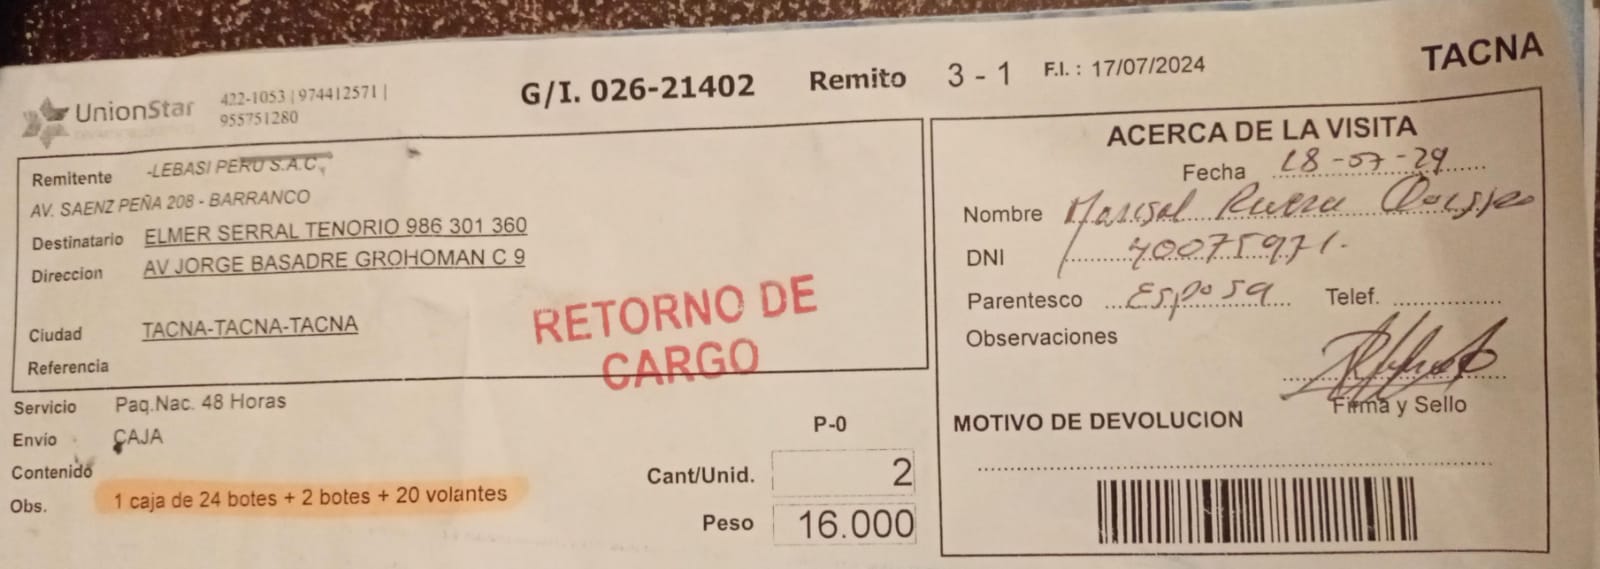 UnionStar
422-1053 | 974412571 |
955751280
G/I. 026-21402 Remito 3 - 1 F.I. : 17/07/2024
TACNA
Remitente -LEBASI PERU S.A.C.
AV. SAENZ PEÑA 208 - BARRANCO
Destinatario ELMER SERRAL TENORIO 986 301 360
Direccion AV JORGE BASADRE GROHOMAN C 9
Ciudad TACNA-TACNA-TACNA
Referencia
RETORNO DE
CARGO
Servicio Paq.Nac. 48 Horas
Envio CAJA
Contenido
Obs. 1 caja de 24 botes + 2 botes + 20 volantes
P-0
Cant/Unid. 2
Peso 16.000
ACERCA DE LA VISITA
Fecha 18-07-24
Nombre Marisol Rivera Quispe
DNI 40075971.
Parentesco Esposa Telef.
Observaciones
Firma y Sello
MOTIVO DE DEVOLUCION